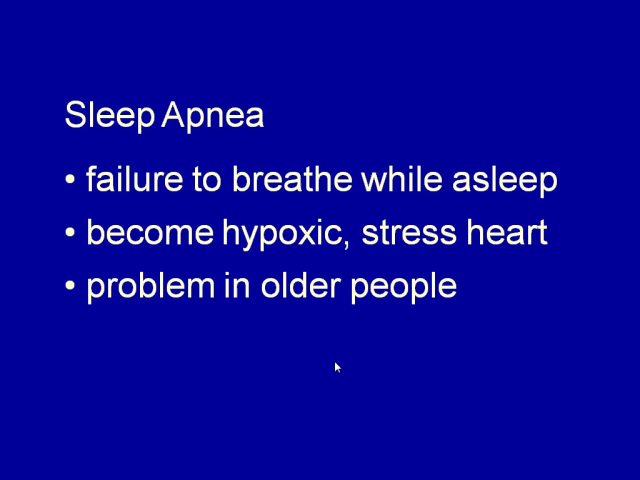 Sleep Apnea
• failure to breathe while asleep
• become hypoxic, stress heart
• problem in older people